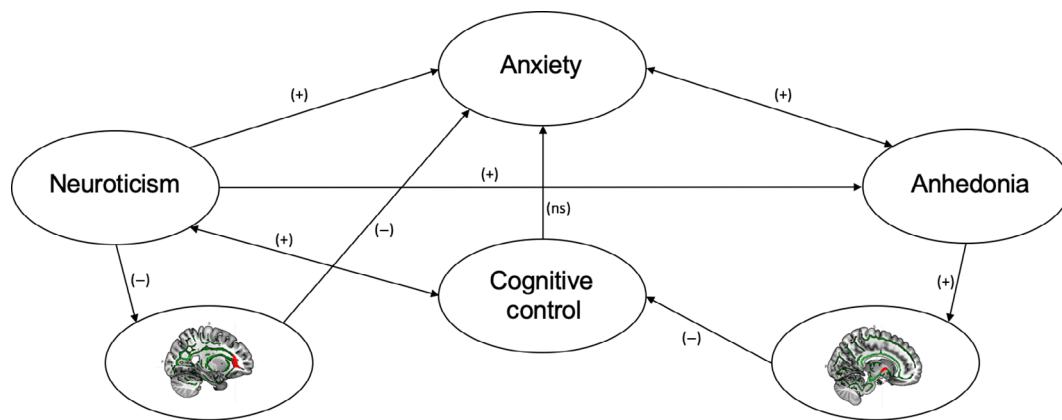 Anxiety
(+)
(+)
Neuroticism
(+)
Anhedonia
(ns)
(–)
(+)
Cognitive
control
(–)
(+)
(–)